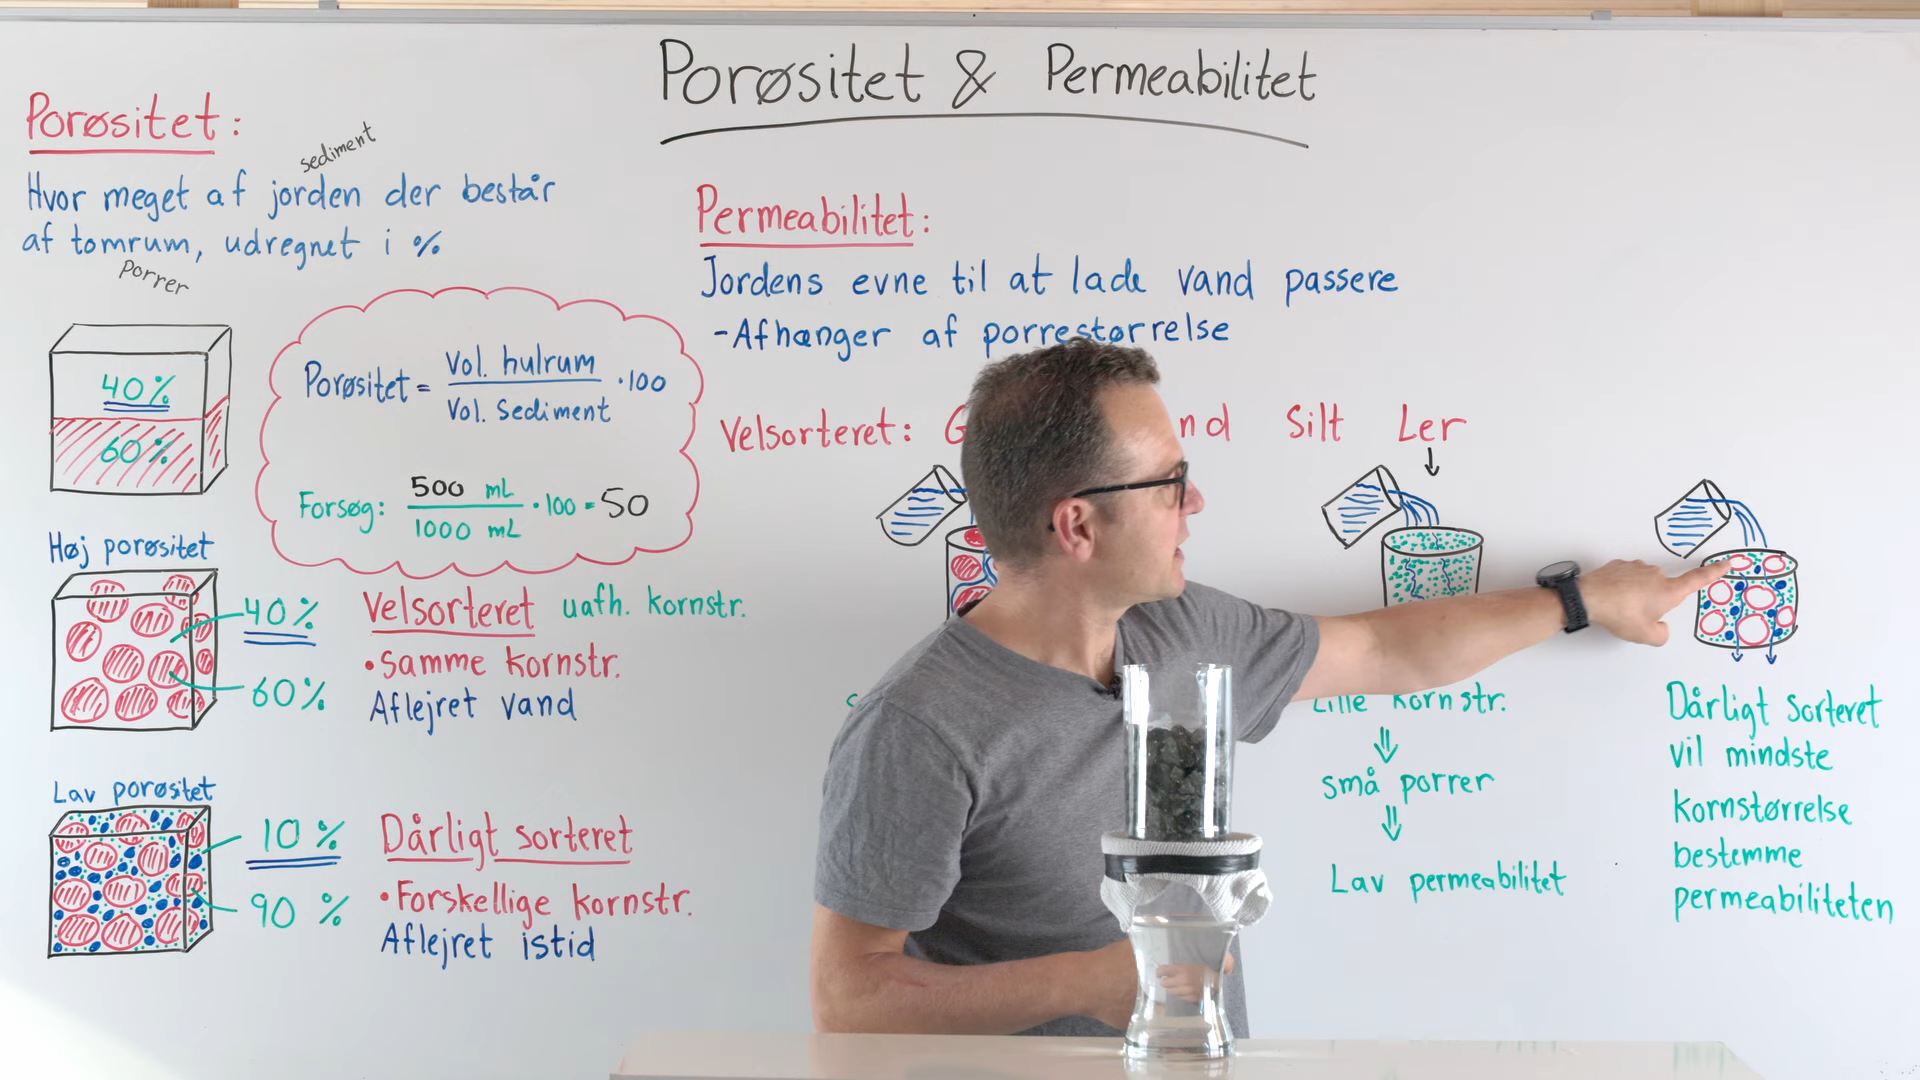 Porøsitet & Permeabilitet
Porøsitet:
sediment
Hvor meget af jorden der består
af tomrum, udregnet i %
Porrer
40%
60%
Porøsitet = Vol. hulrum / Vol. Sediment · 100
Forsøg: 500 mL / 1000 mL · 100 = 50
Høj porøsitet
40%
60%
Velsorteret uafh. kornstr.
• Samme kornstr.
Aflejret vand
Lav porøsitet
10 %
90 %
Dårligt sorteret
• Forskellige kornstr.
Aflejret istid
Permeabilitet:
Jordens evne til at lade vand passere
- Afhænger af porrestørrelse
Velsorteret: Silt Ler
Lille kornstr.
⇓
små porrer
⇓
Lav permeabilitet
Dårligt sorteret
vil mindste
kornstørrelse
bestemme
permeabiliteten